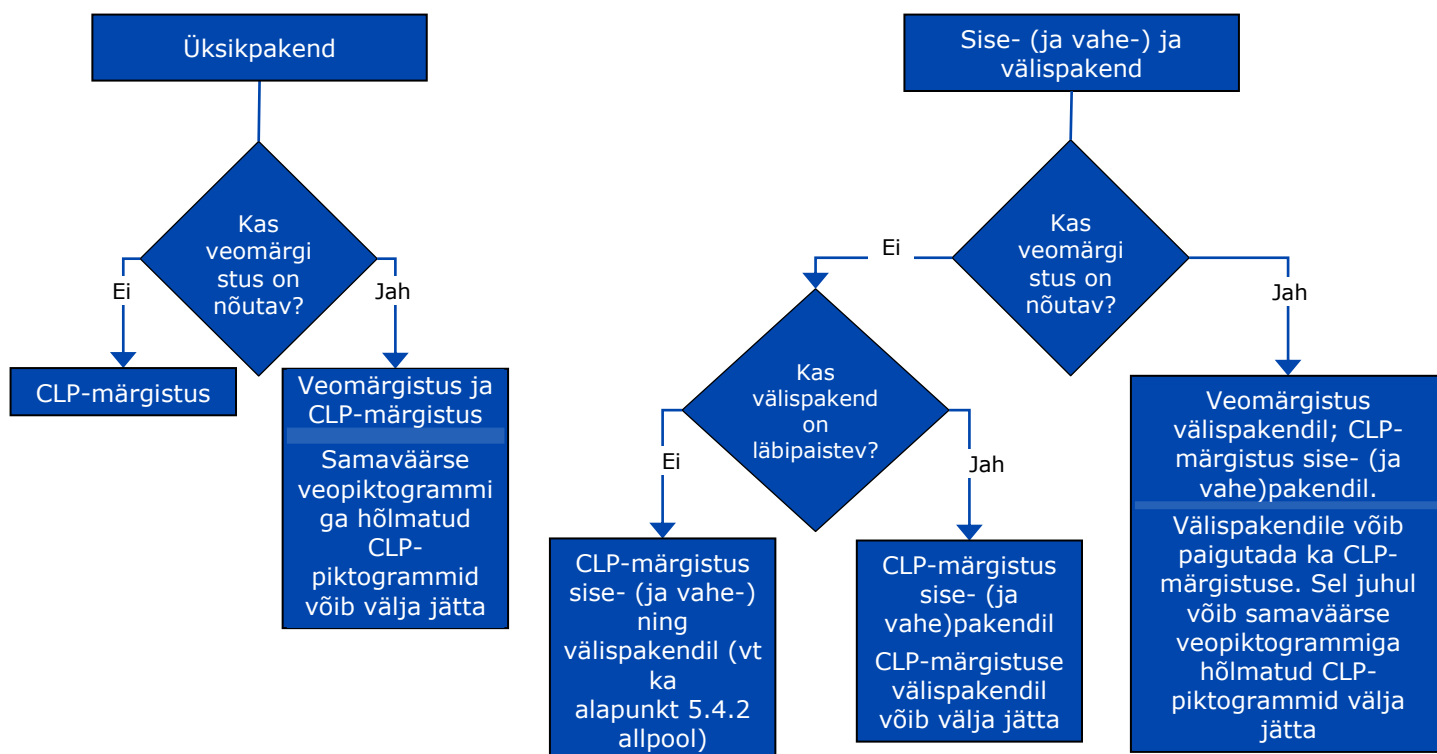 Üksikpakend
Kas
veomärgi
stus on
nõutav?
Ei
Jah
CLP-märgistus
Veomärgistus ja
CLP-märgistus
Samaväärse
veopiktogrammi
ga hõlmatud
CLP-
piktogrammid
võib välja jätta
Sise- (ja vahe-) ja
välispakend
Kas
veomärgi
stus on
nõutav?
Ei
Jah
Kas
välispakend
on
läbipaistev?
Ei
Jah
CLP-märgistus
sise- (ja vahe-)
ning
välispakendil (vt
ka
alapunkt 5.4.2
allpool)
CLP-märgistus
sise- (ja
vahe)pakendil
CLP-märgistuse
välispakendil
võib välja jätta
Veomärgistus
välispakendil; CLP-
märgistus sise- (ja
vahe)pakendil.
Välispakendile võib
paigutada ka CLP-
märgistuse. Sel juhul
võib samaväärse
veopiktogrammiga
hõlmatud CLP-
piktogrammid välja
jätta